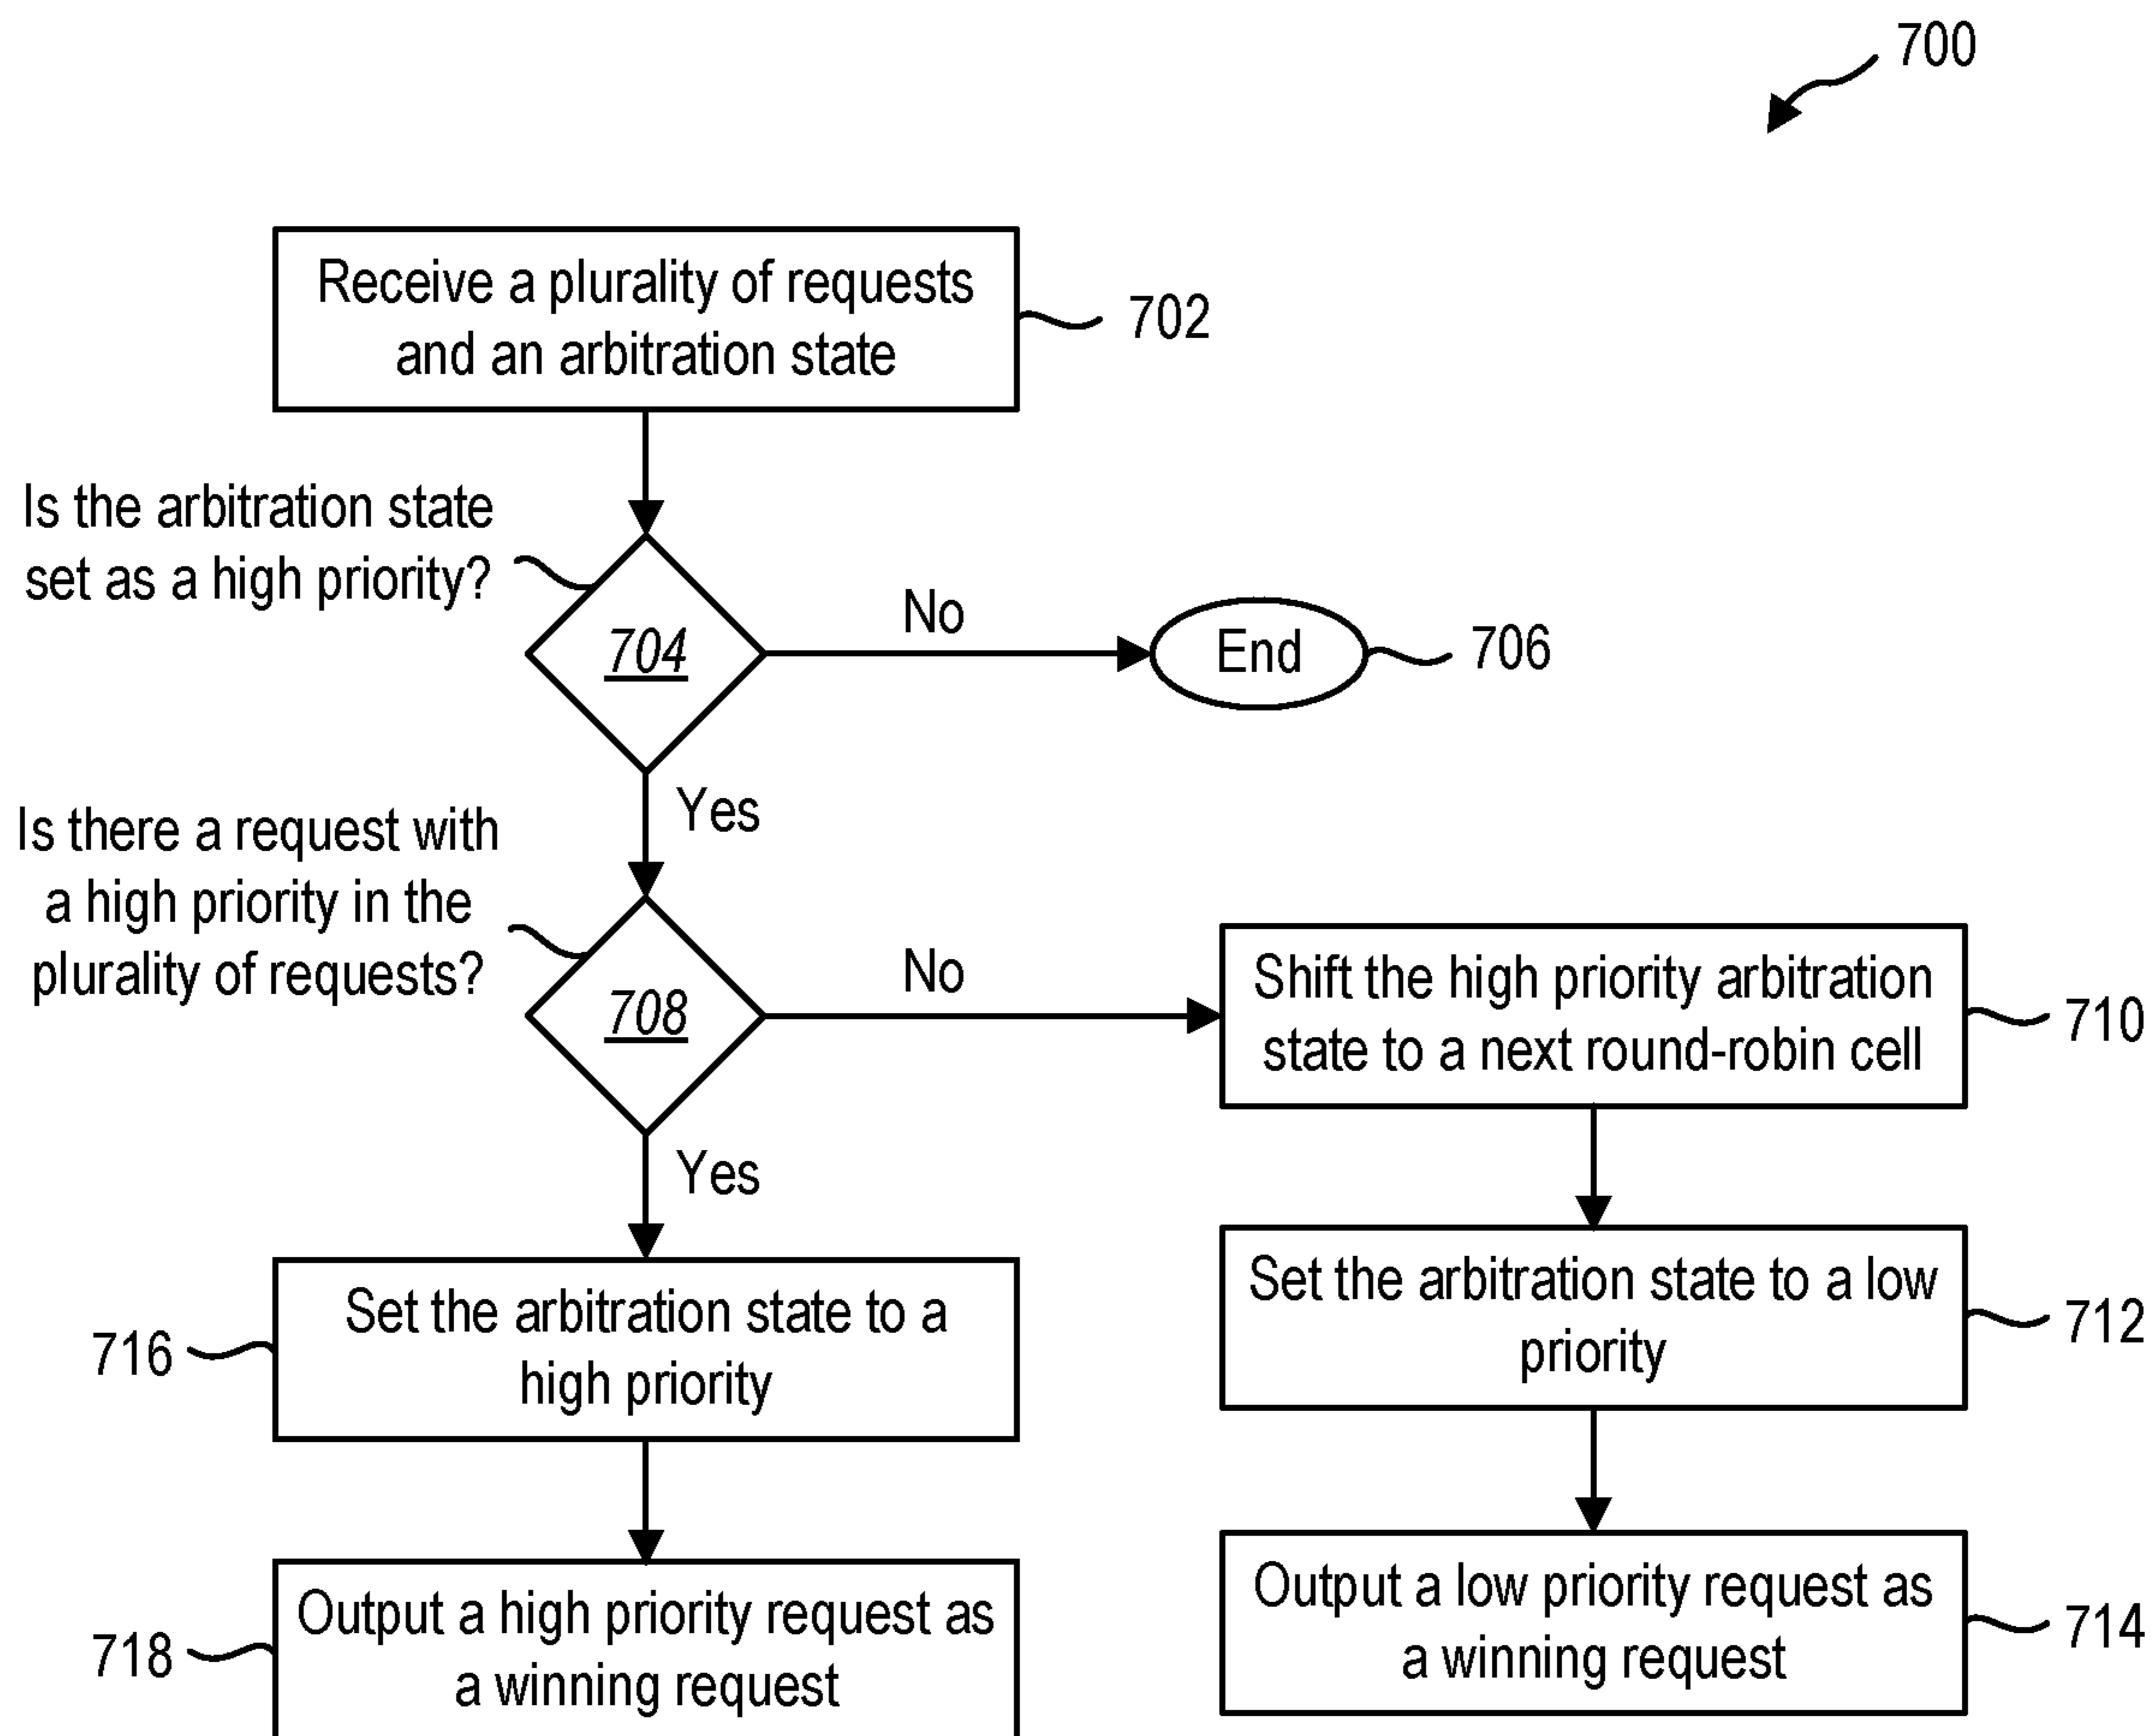 700
Receive a plurality of requests
and an arbitration state
702
Is the arbitration state
set as a high priority?
704
No
End
706
Yes
Is there a request with
a high priority in the
plurality of requests?
708
No
Shift the high priority arbitration
state to a next round-robin cell
710
Yes
Set the arbitration state to a low
priority
712
716
Set the arbitration state to a
high priority
Output a low priority request as
a winning request
714
718
Output a high priority request as
a winning request